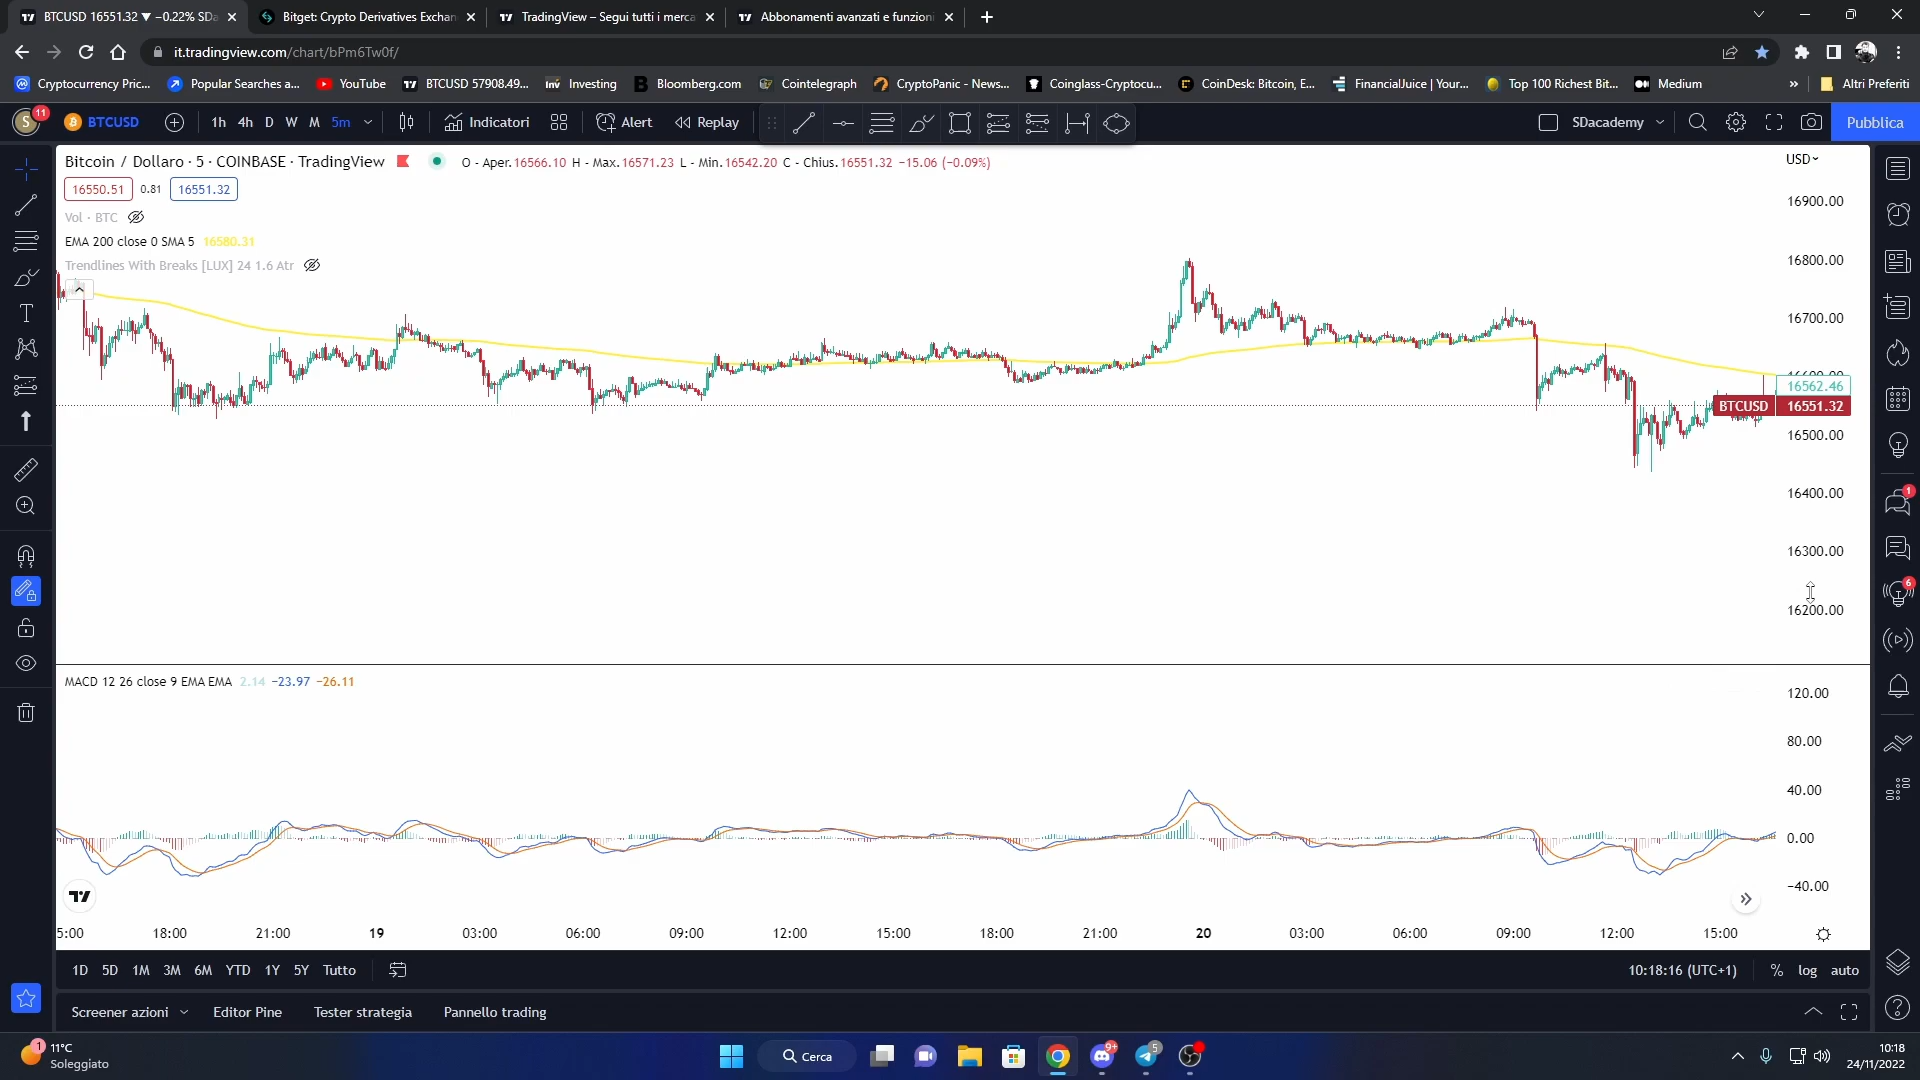 BTCUSD 16551.32 ▼ −0.22% SDa
Bitget: Crypto Derivatives Exchan
TradingView – Segui tutti i merca
Abbonamenti avanzati e funzion
it.tradingview.com/chart/bPm6Tw0f/
Cryptocurrency Pric...
Popular Searches a...
YouTube
BTCUSD 57908.49...
Inv Investing
B Bloomberg.com
Cointelegraph
CryptoPanic - News...
Coinglass-Cryptocu...
CoinDesk: Bitcoin, E...
FinancialJuice | Your...
Top 100 Richest Bit...
Medium
»
Altri Preferiti
S 11
BTCUSD
1h 4h D W M 5m
Indicatori
Alert
Replay
SDacademy
Pubblica
Bitcoin / Dollaro · 5 · COINBASE · TradingView
O - Aper.16566.10 H - Max.16571.23 L - Min.16542.20 C - Chius.16551.32 −15.06 (−0.09%)
USD
16550.51 0.81 16551.32
Vol · BTC
EMA 200 close 0 SMA 5 16580.31
Trendlines With Breaks [LUX] 24 1.6 Atr
16900.00
16800.00
16700.00
16600.00
16562.46
BTCUSD 16551.32
16500.00
16400.00
16300.00
16200.00
1
6
MACD 12 26 close 9 EMA EMA 2.14 −23.97 −26.11
120.00
80.00
40.00
0.00
−40.00
5:00 18:00 21:00 19 03:00 06:00 09:00 12:00 15:00 18:00 21:00 20 03:00 06:00 09:00 12:00 15:00
1D 5D 1M 3M 6M YTD 1Y 5Y Tutto
10:18:16 (UTC+1) % log auto
Screener azioni Editor Pine Tester strategia Pannello trading
1
11°C
Soleggiato
Cerca
9+
5
10:18
24/11/2022